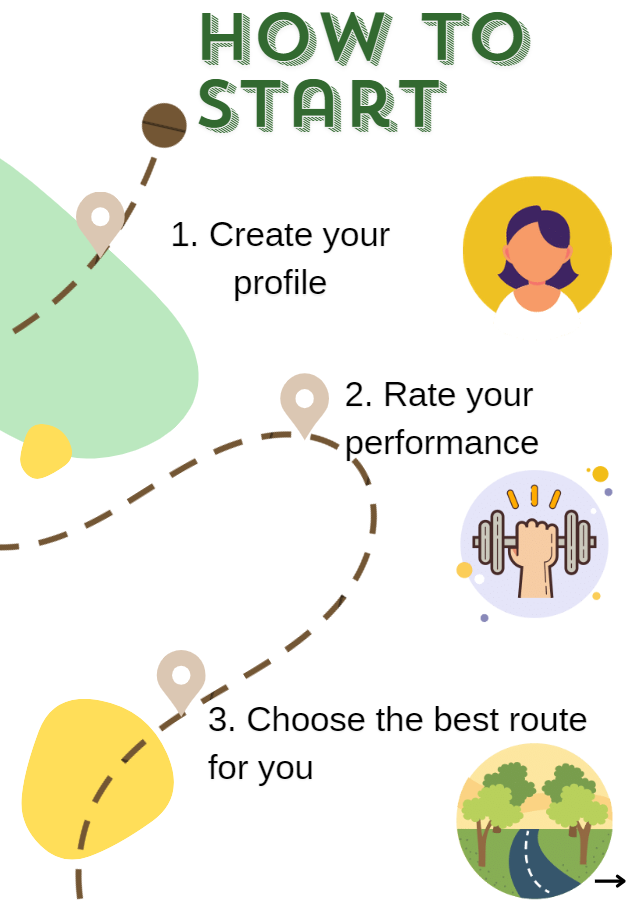 HOW TO
START
1. Create your
profile
2. Rate your
performance
3. Choose the best route
for you